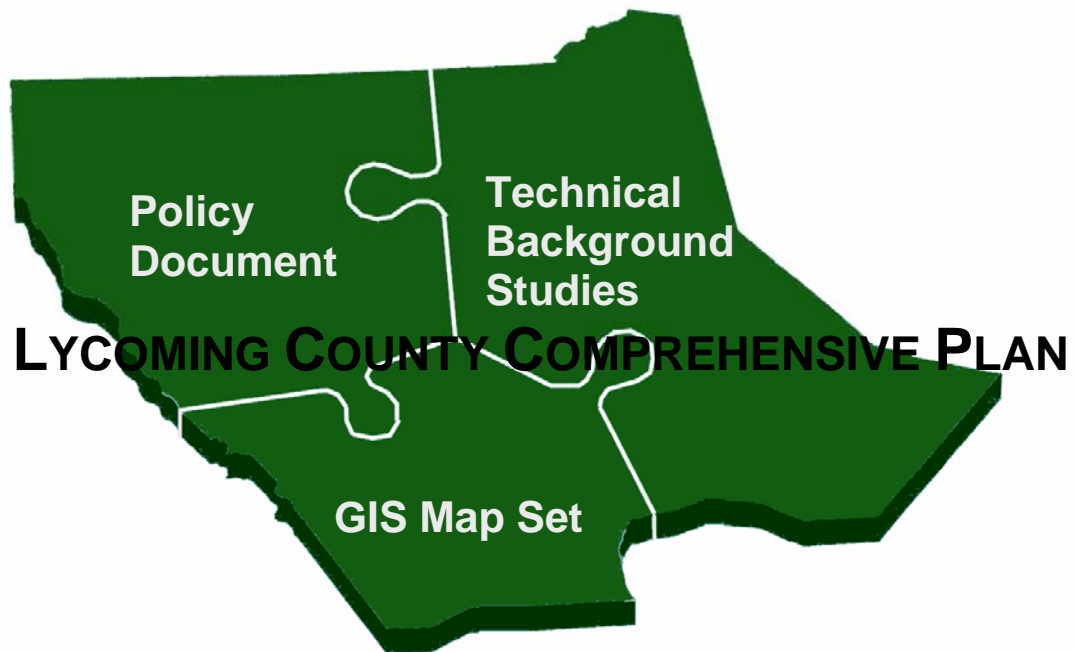 Policy
Document
Technical
Background
Studies
LYCOMING COUNTY COMPREHENSIVE PLAN
GIS Map Set